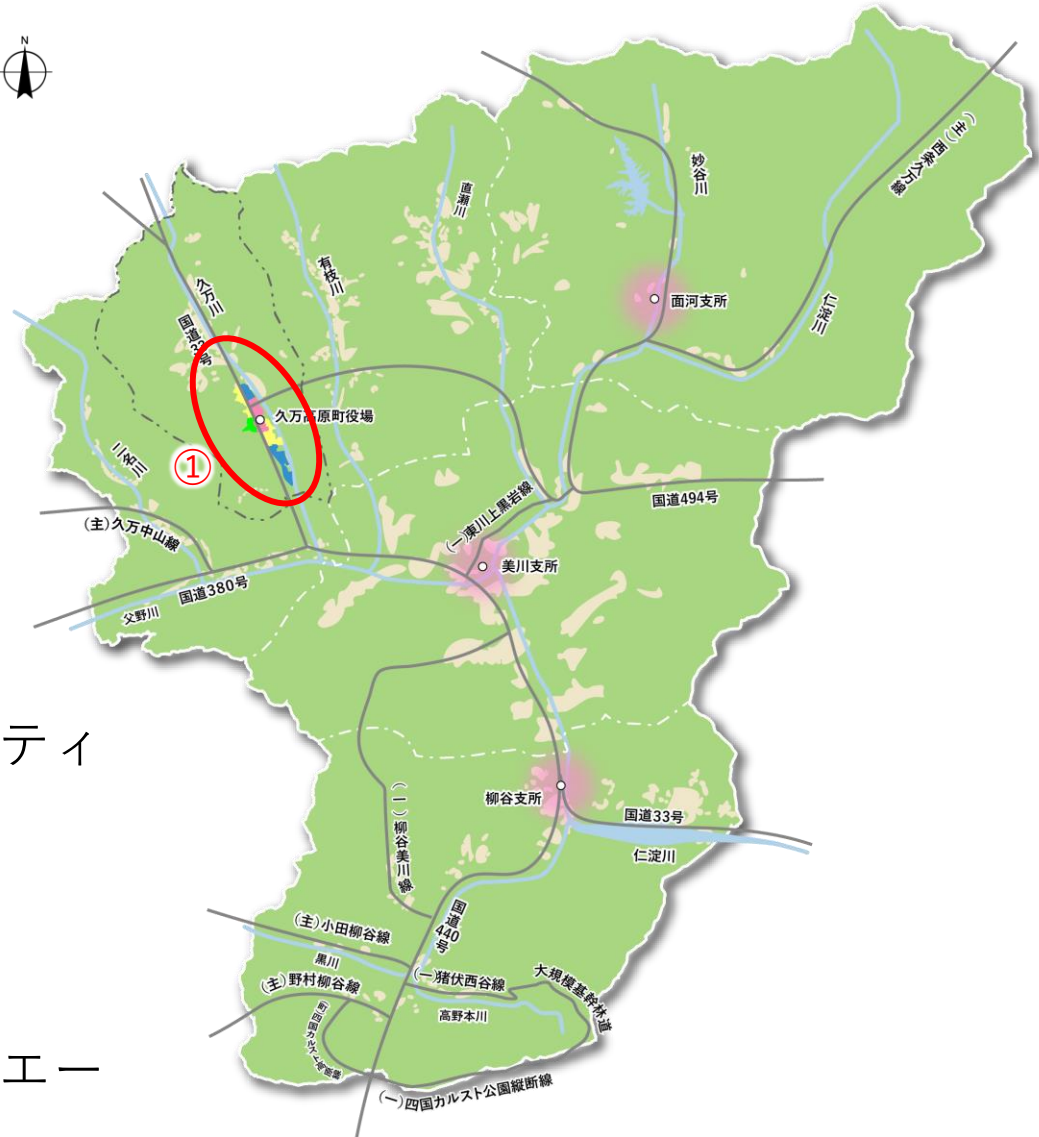 N
妙谷川
(主)西条久万線
直瀬川
有枝川
久万川
国道33号
仁淀川
面河支所
久万高原町役場
①
二名川
(主)久万中山線
国道494号
(一)東川上黒岩線
美川支所
国道380号
父野川
ティ
柳谷支所
国道33号
仁淀川
(一)柳谷美川線
国道440号
(主)小田柳谷線
黒川
(一)猪伏西谷線
大規模基幹林道
(主)野村柳谷線
高野本川
エー
(一)四国カルスト公園縦断線